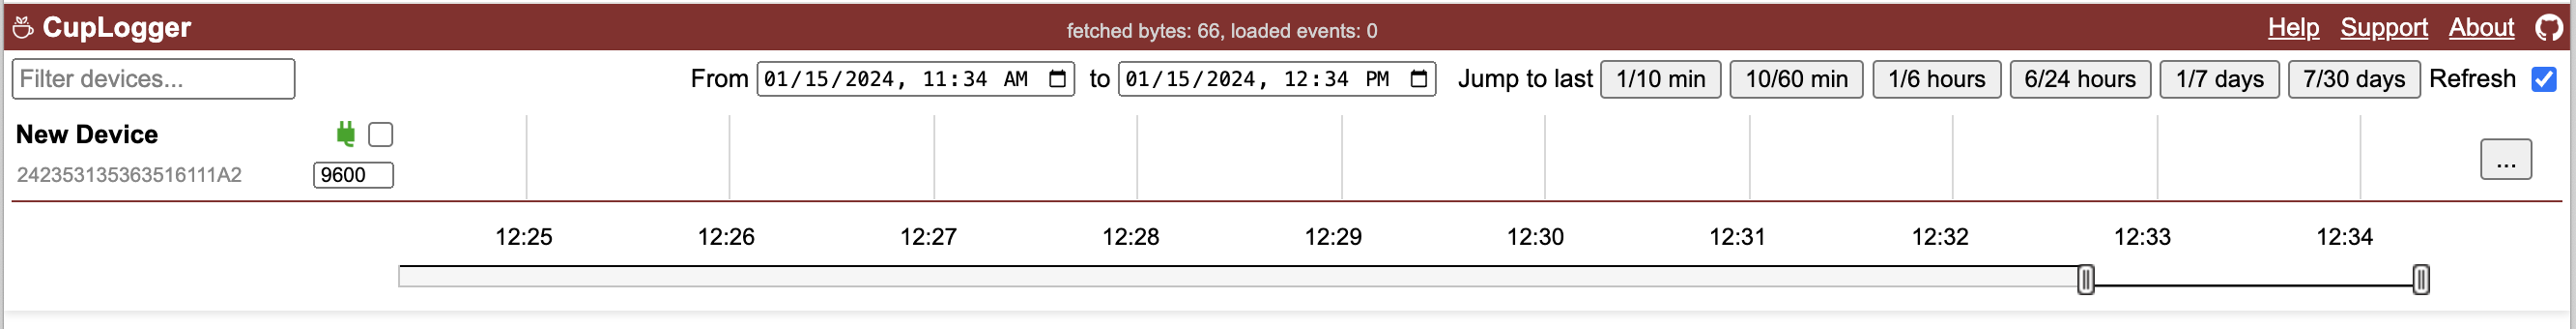 CupLogger fetched bytes: 66, loaded events: 0 Help Support About
Filter devices... From 01/15/2024, 11:34 AM to 01/15/2024, 12:34 PM Jump to last 1/10 min 10/60 min 1/6 hours 6/24 hours 1/7 days 7/30 days Refresh
New Device
242353135363516111A2 9600 ...
12:25 12:26 12:27 12:28 12:29 12:30 12:31 12:32 12:33 12:34